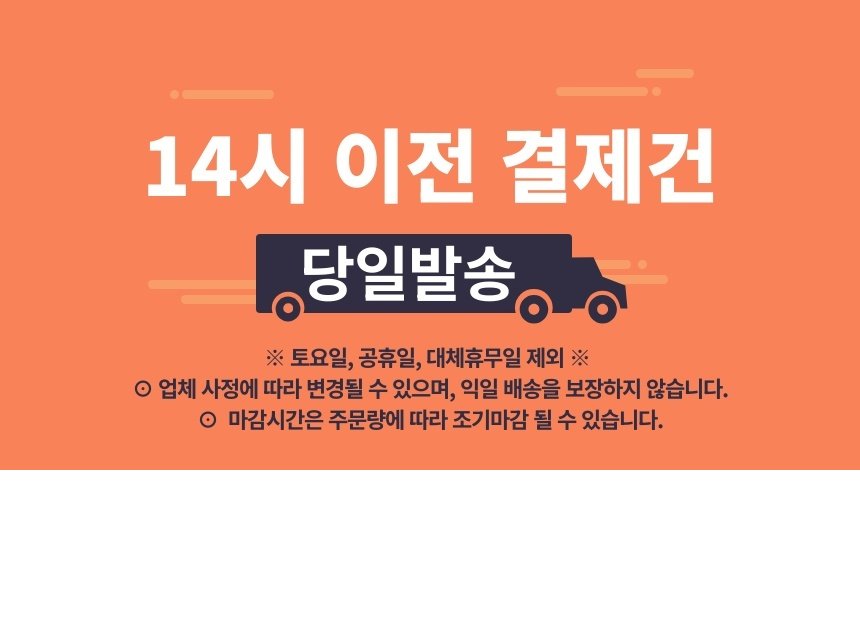 14시 이전 결제건
당일발송
※ 토요일, 공휴일, 대체휴무일 제외 ※
⊙ 업체 사정에 따라 변경될 수 있으며, 익일 배송을 보장하지 않습니다.
⊙ 마감시간은 주문량에 따라 조기마감 될 수 있습니다.